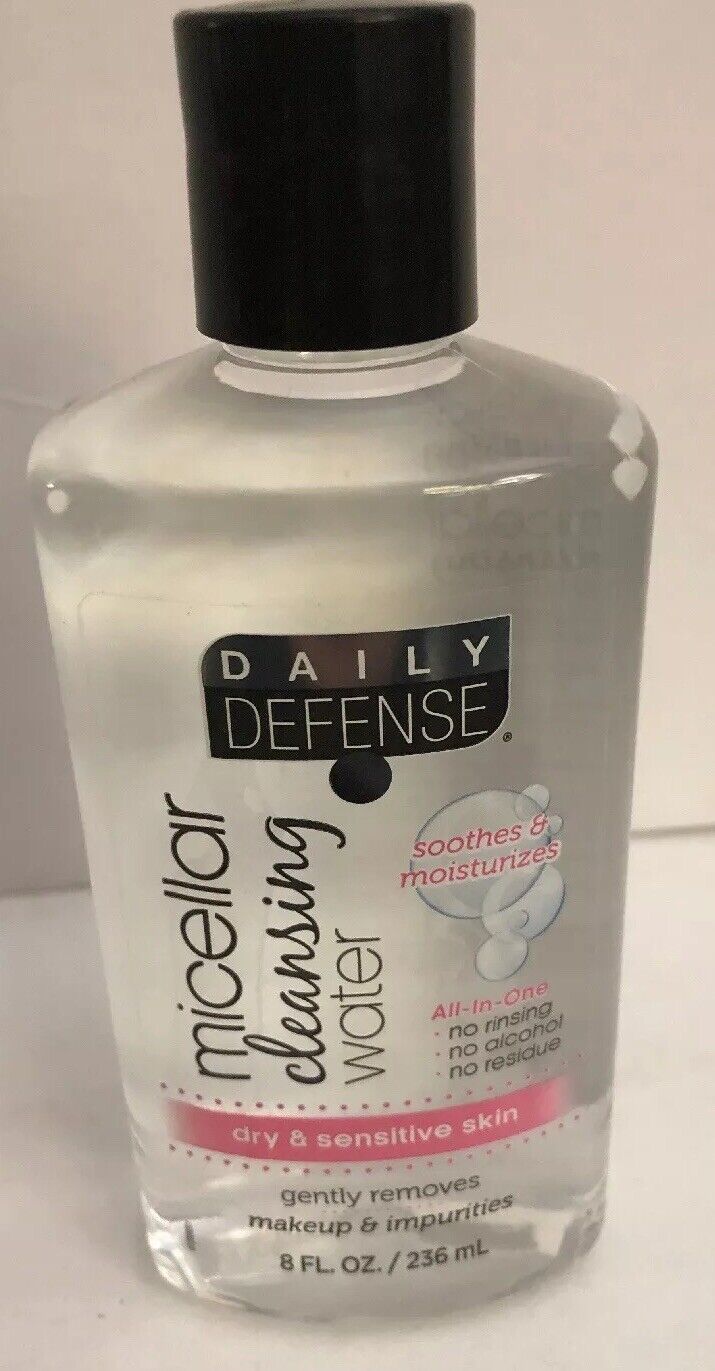 DAILY
DEFENSE®
micellar
cleansing
water
soothes &
moisturizes
All-In-One
· no rinsing
· no alcohol
· no residue
dry & sensitive skin
gently removes
makeup & impurities
8 FL. OZ. / 236 mL